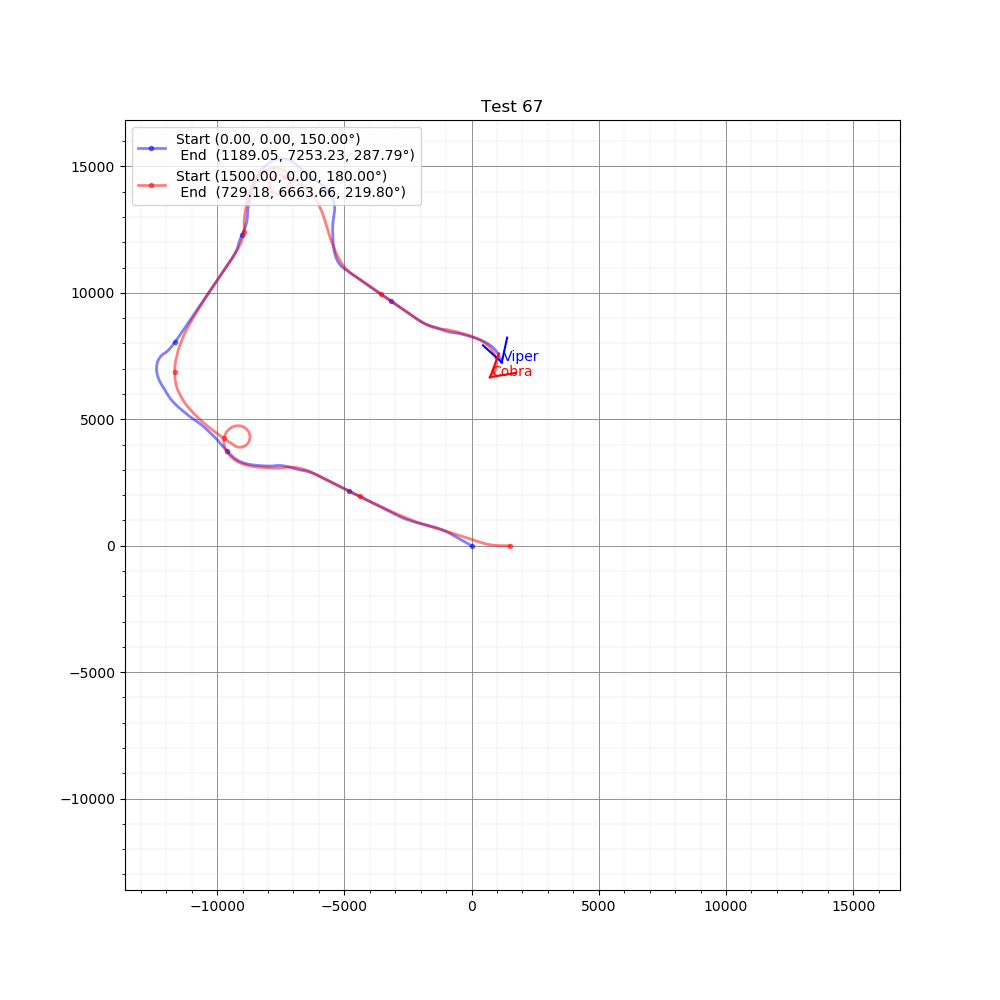 Test 67
Start (0.00, 0.00, 150.00°)
End (1189.05, 7253.23, 287.79°)
Start (1500.00, 0.00, 180.00°)
End (729.18, 6663.66, 219.80°)
15000
10000
5000
0
−5000
−10000
Viper
Cobra
−10000
−5000
0
5000
10000
15000